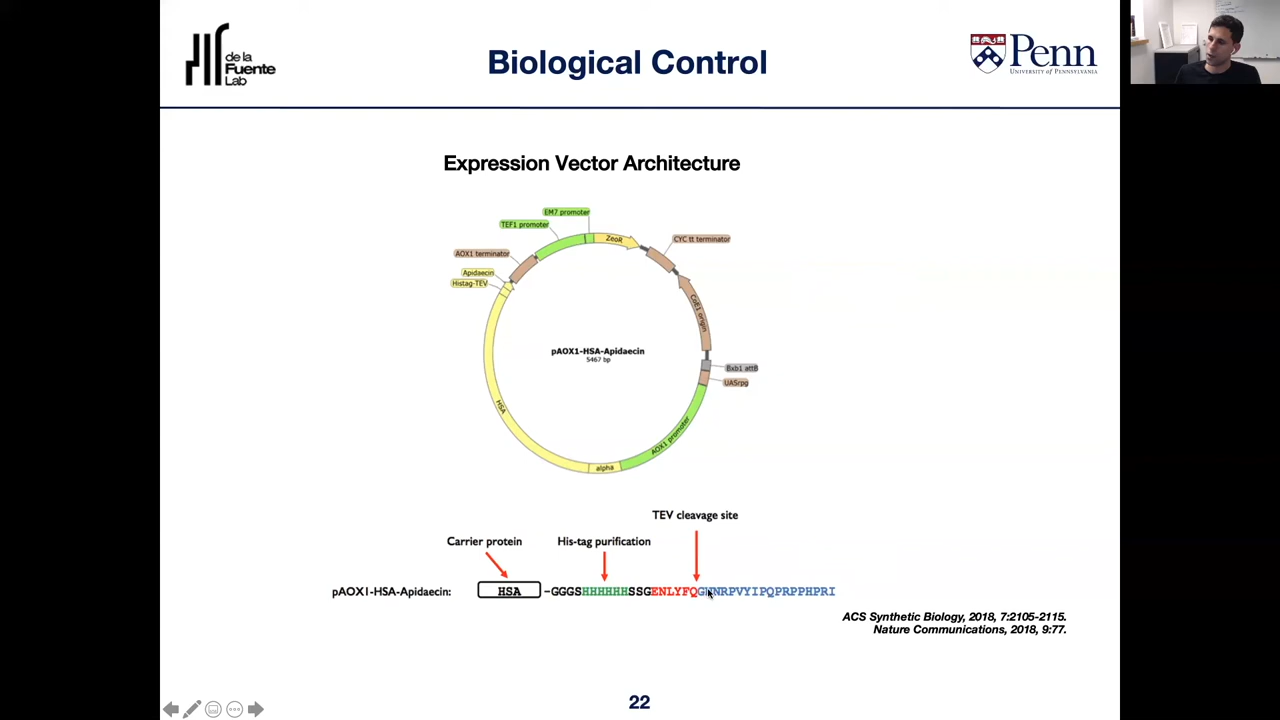 de la
Fuente
Lab
Biological Control
Penn
UNIVERSITY OF PENNSYLVANIA
Expression Vector Architecture
EM7 promoter
TEF1 promoter
ZeoR
CYC tt terminator
AOX1 terminator
Apidaecin
Histag-TEV
ColE1 origin
pAOX1-HSA-Apidaecin
5467 bp
Bxb1 attB
UASrpg
HSA
AOX1 promoter
alpha
TEV cleavage site
Carrier protein
His-tag purification
pAOX1-HSA-Apidaecin:
HSA
-GGGSHHHHHHSSGENLYFQGNNRPVYIPQPRPPHPRI
ACS Synthetic Biology, 2018, 7:2105-2115.
Nature Communications, 2018, 9:77.
22